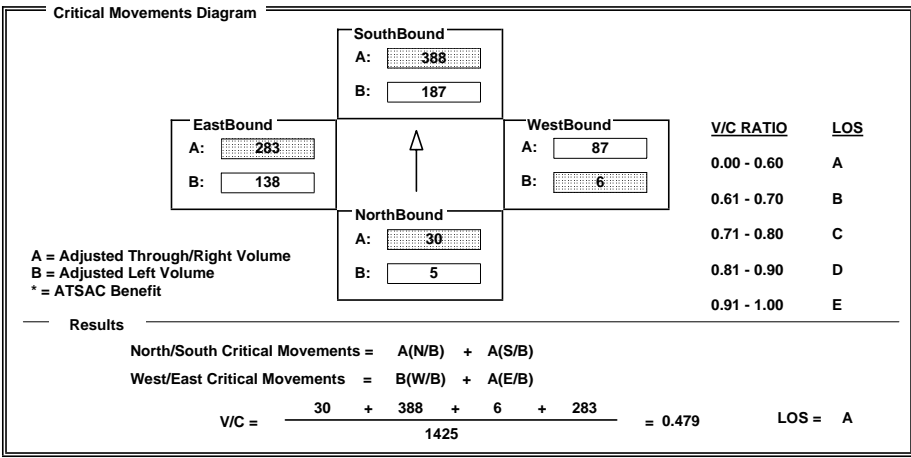 Critical Movements Diagram
SouthBound
A: 388
B: 187
EastBound
A: 283
B: 138
WestBound
A: 87
B: 6
NorthBound
A: 30
B: 5
V/C RATIO LOS
0.00 - 0.60 A
0.61 - 0.70 B
0.71 - 0.80 C
0.81 - 0.90 D
0.91 - 1.00 E
A = Adjusted Through/Right Volume
B = Adjusted Left Volume
* = ATSAC Benefit
Results
North/South Critical Movements = A(N/B) + A(S/B)
West/East Critical Movements = B(W/B) + A(E/B)
V/C = 30 + 388 + 6 + 283 = 0.479 LOS = A
1425